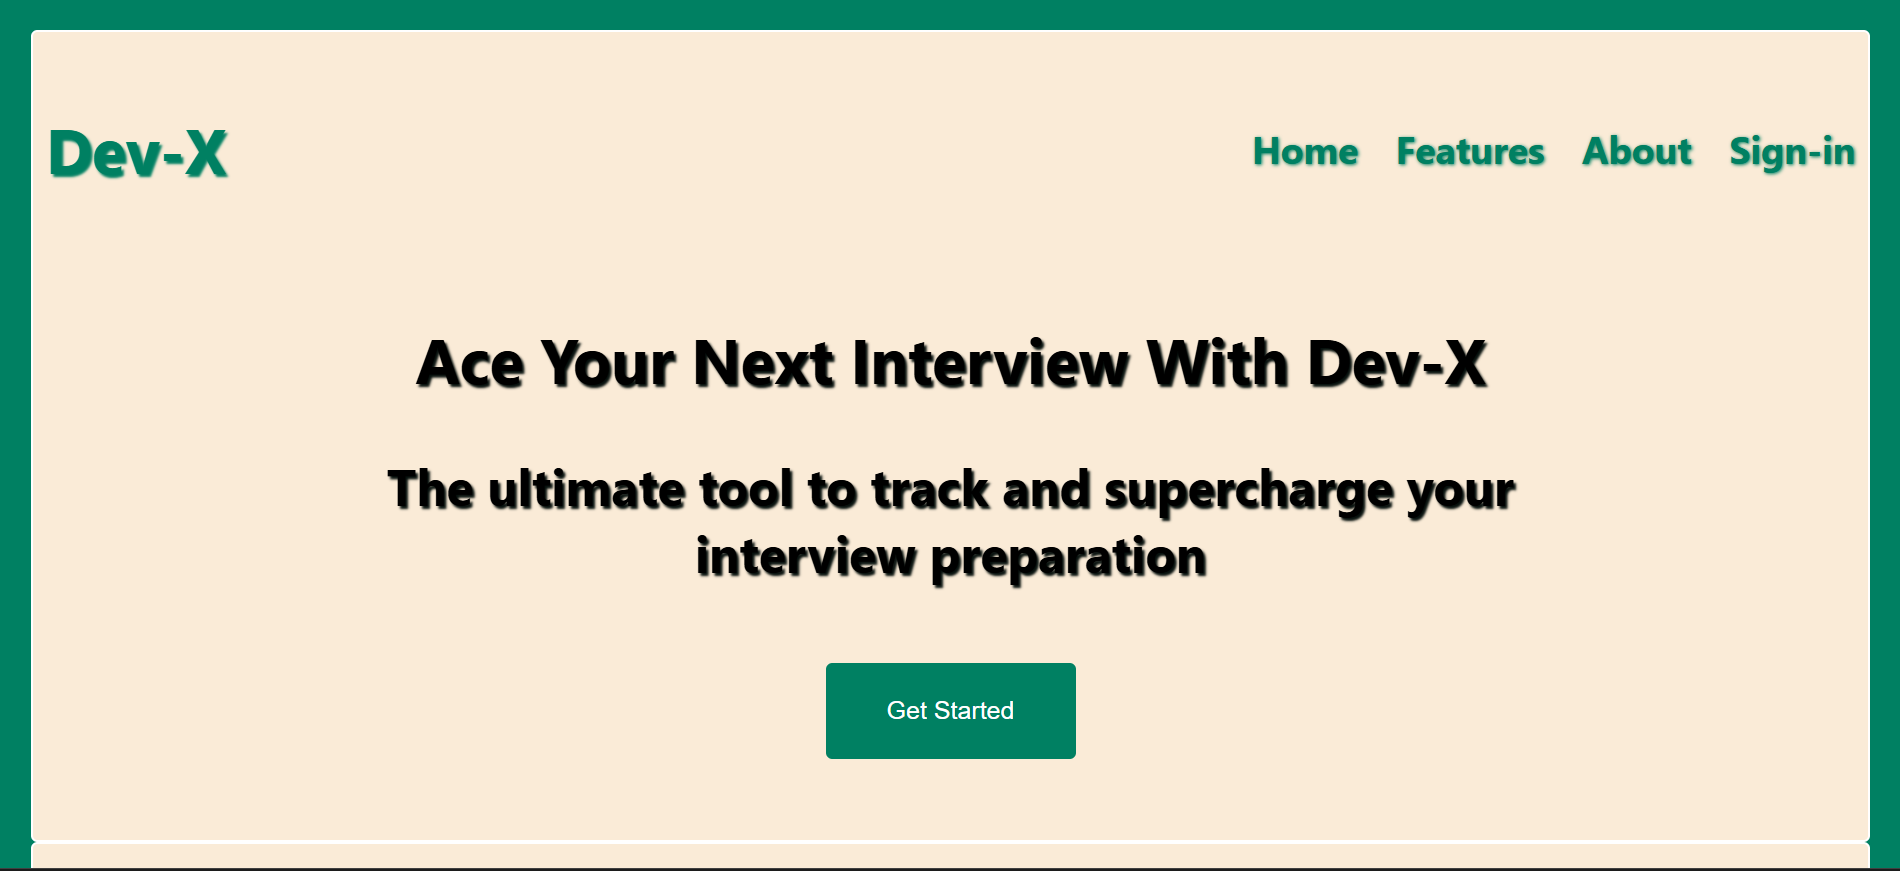 Dev-X
Home Features About Sign-in
Ace Your Next Interview With Dev-X
The ultimate tool to track and supercharge your
interview preparation
Get Started